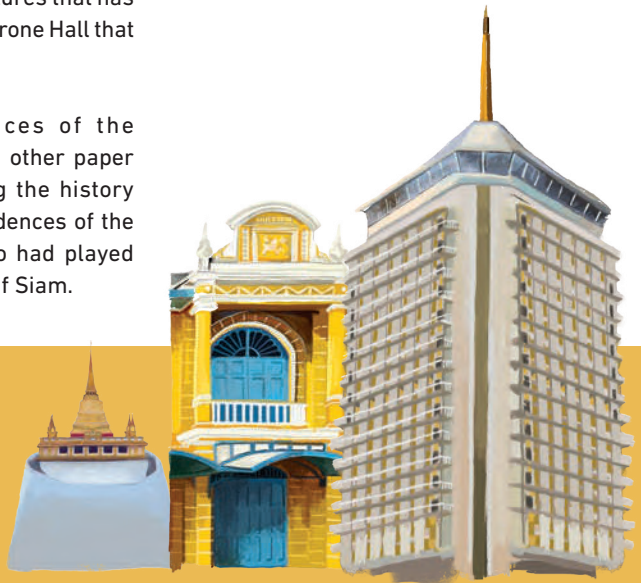 ures that has
rone Hall that
ces of the
other paper
g the history
dences of the
o had played
f Siam.